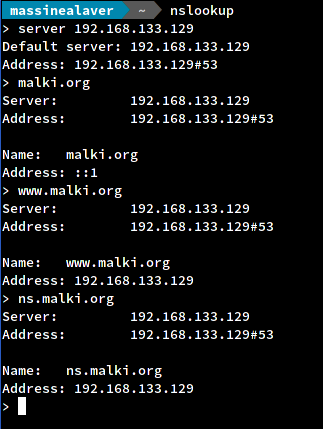 massinealaver ~ nslookup
> server 192.168.133.129
Default server: 192.168.133.129
Address: 192.168.133.129#53
> malki.org
Server: 192.168.133.129
Address: 192.168.133.129#53
Name: malki.org
Address: ::1
> www.malki.org
Server: 192.168.133.129
Address: 192.168.133.129#53
Name: www.malki.org
Address: 192.168.133.129
> ns.malki.org
Server: 192.168.133.129
Address: 192.168.133.129#53
Name: ns.malki.org
Address: 192.168.133.129
>